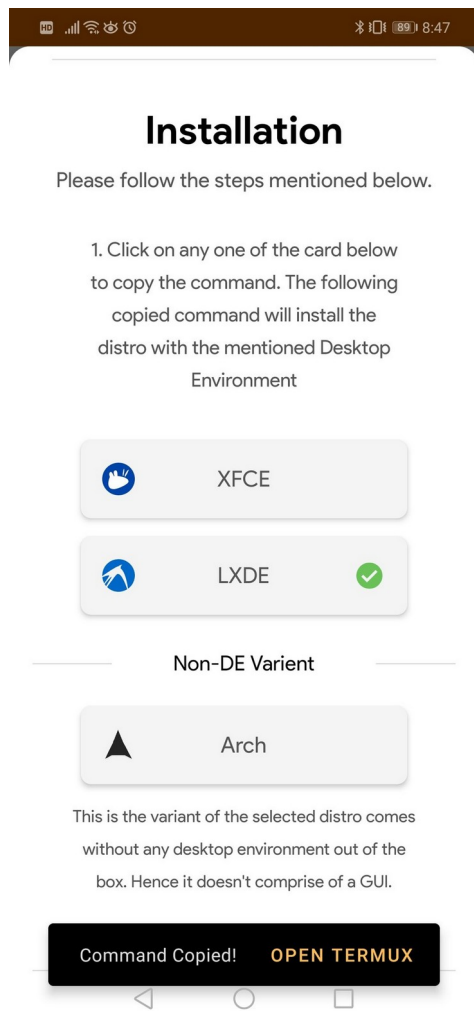 HD 89 8:47
Installation
Please follow the steps mentioned below.
1. Click on any one of the card below
to copy the command. The following
copied command will install the
distro with the mentioned Desktop
Environment
XFCE
LXDE
Non-DE Varient
Arch
This is the variant of the selected distro comes
without any desktop environment out of the
box. Hence it doesn't comprise of a GUI.
Command Copied! OPEN TERMUX